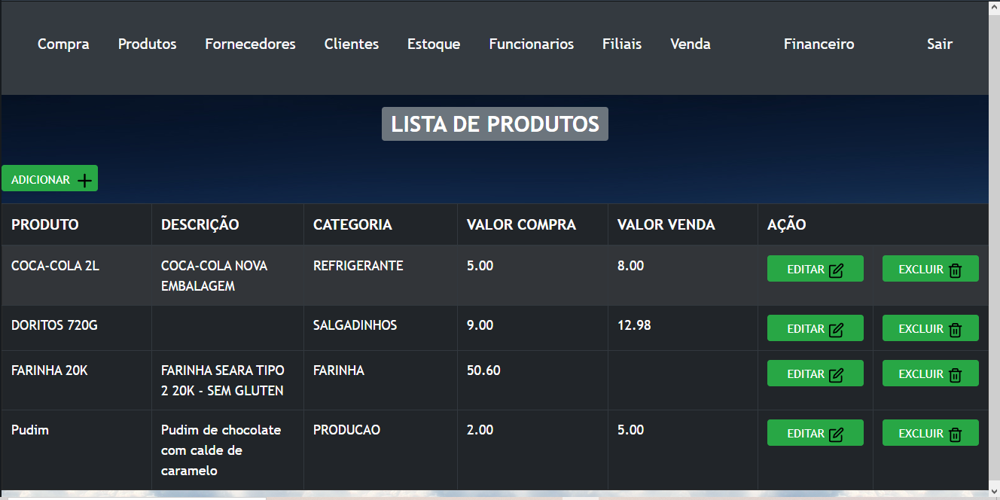 Compra Produtos Fornecedores Clientes Estoque Funcionarios Filiais Venda Financeiro Sair
LISTA DE PRODUTOS
ADICIONAR
PRODUTO DESCRIÇÃO CATEGORIA VALOR COMPRA VALOR VENDA AÇÃO
COCA-COLA 2L COCA-COLA NOVA REFRIGERANTE 5.00 8.00 EDITAR EXCLUIR
EMBALAGEM
DORITOS 720G SALGADINHOS 9.00 12.98 EDITAR EXCLUIR
FARINHA 20K FARINHA SEARA TIPO FARINHA 50.60 EDITAR EXCLUIR
2 20K - SEM GLUTEN
Pudim Pudim de chocolate PRODUCAO 2.00 5.00 EDITAR EXCLUIR
com calde de
caramelo